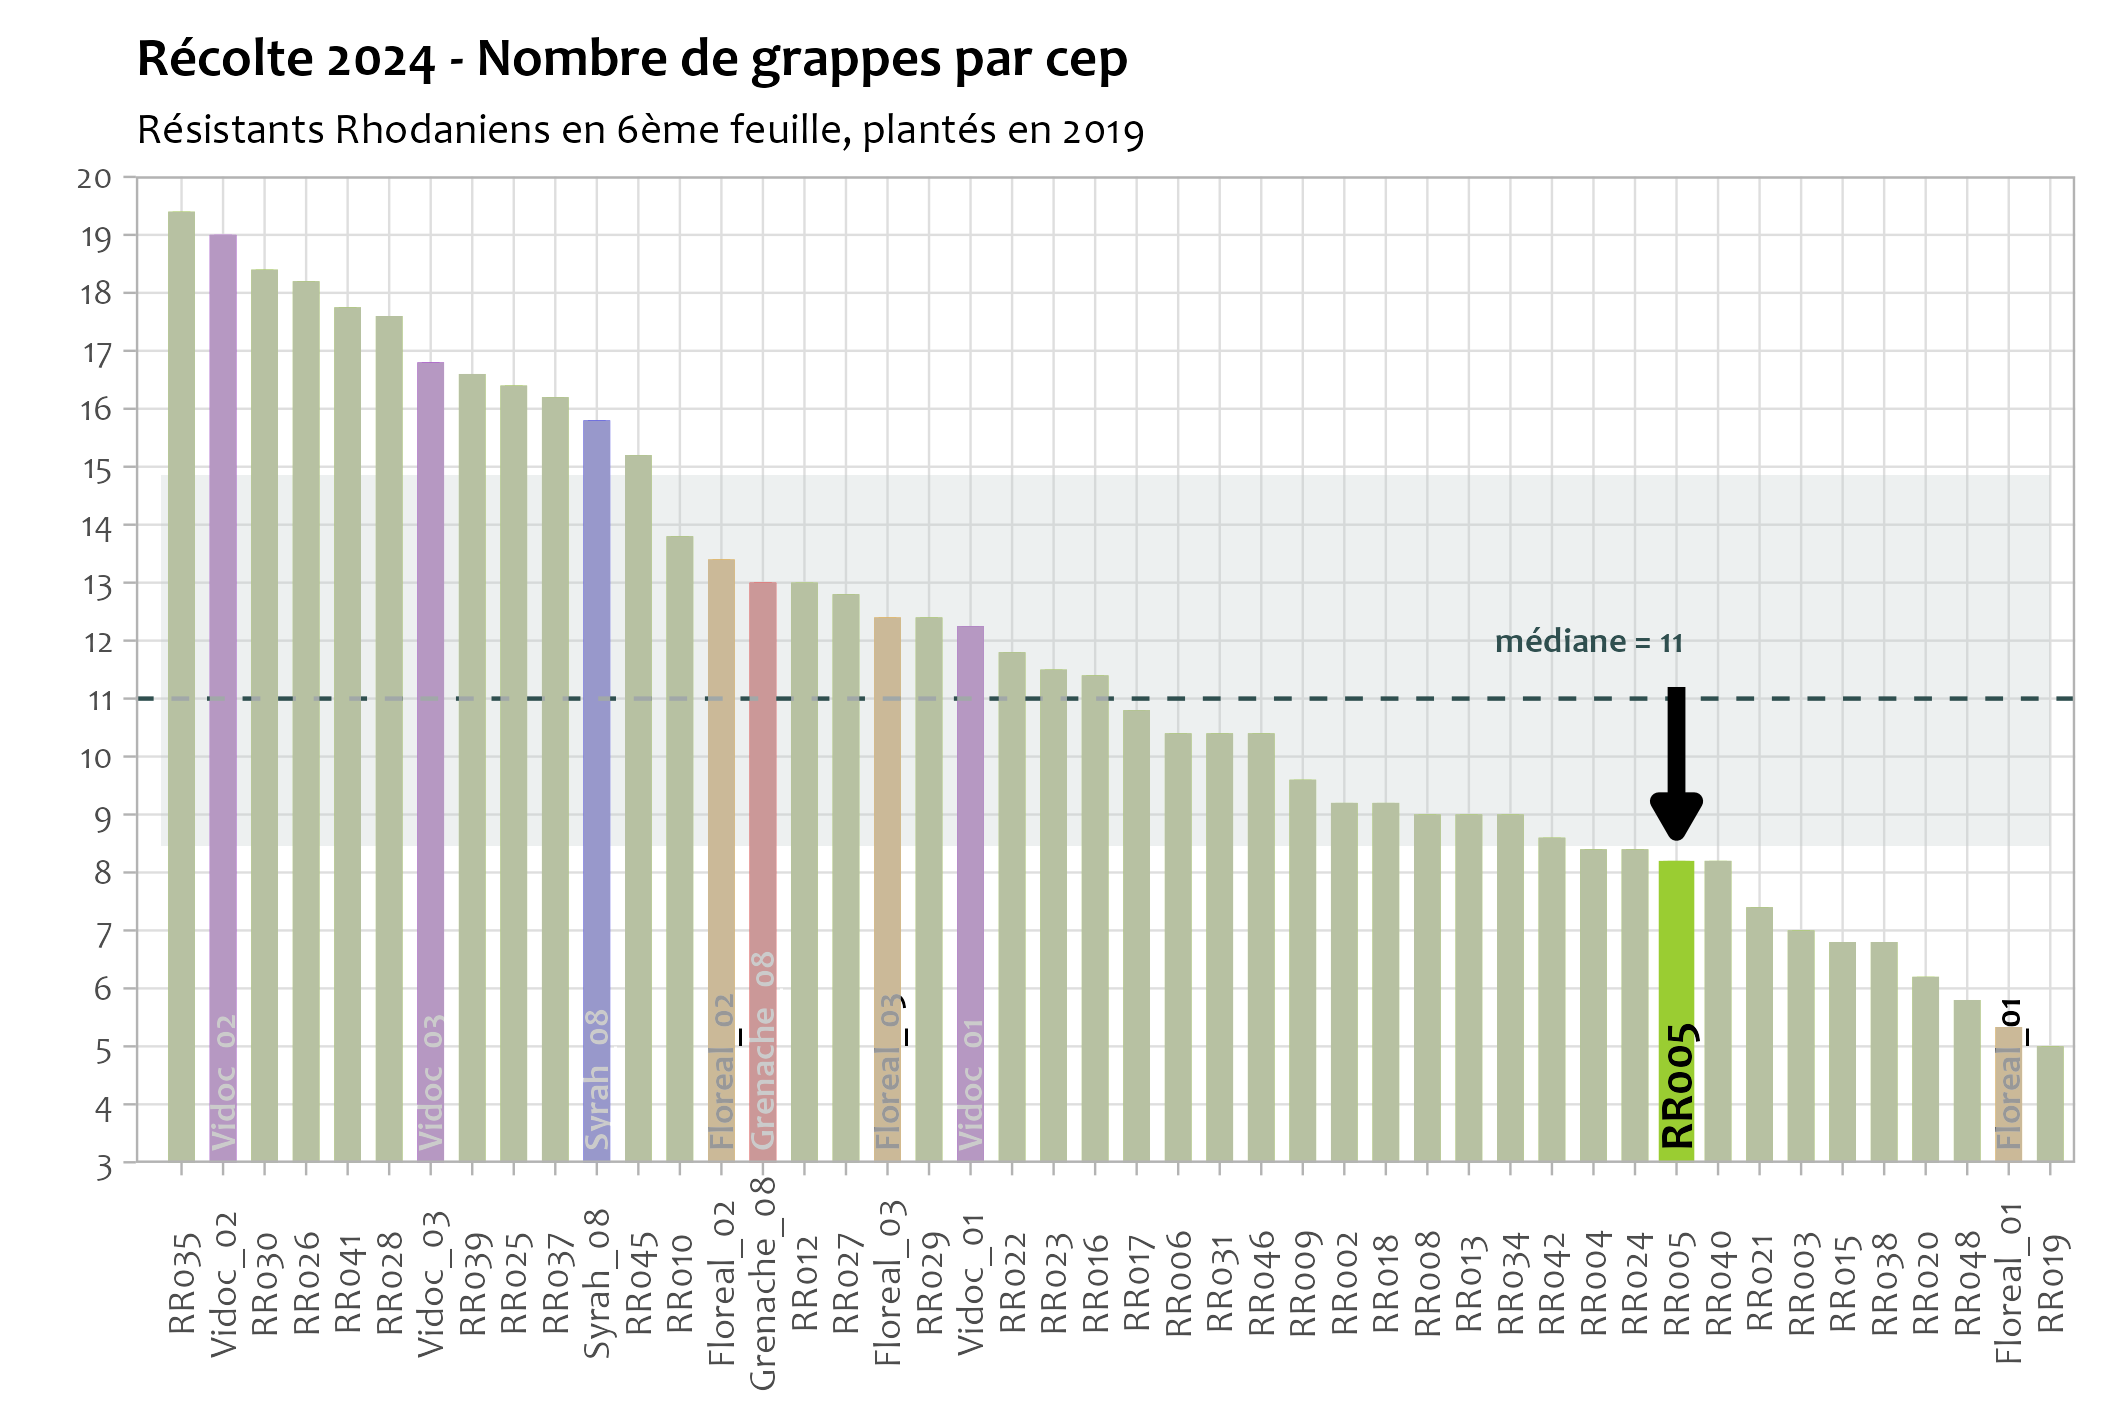 Récolte 2024 - Nombre de grappes par cep
Résistants Rhodaniens en 6ème feuille, plantés en 2019
20
19
18
17
16
15
14
13
12
11
10
9
8
7
6
5
4
3
médiane = 11
Vidoc_02
Vidoc_03
Syrah_08
Floreal_02
Grenache_08
Floreal_03
Vidoc_01
RR005
Floreal_01
RR035
Vidoc_02
RR030
RR026
RR041
RR028
Vidoc_03
RR039
RR025
RR037
Syrah_08
RR045
RR010
Floreal_02
Grenache_08
RR012
RR027
Floreal_03
RR029
Vidoc_01
RR022
RR023
RR016
RR017
RR006
RR031
RR046
RR009
RR002
RR018
RR008
RR013
RR034
RR042
RR004
RR024
RR005
RR040
RR021
RR003
RR015
RR038
RR020
RR048
Floreal_01
RR019